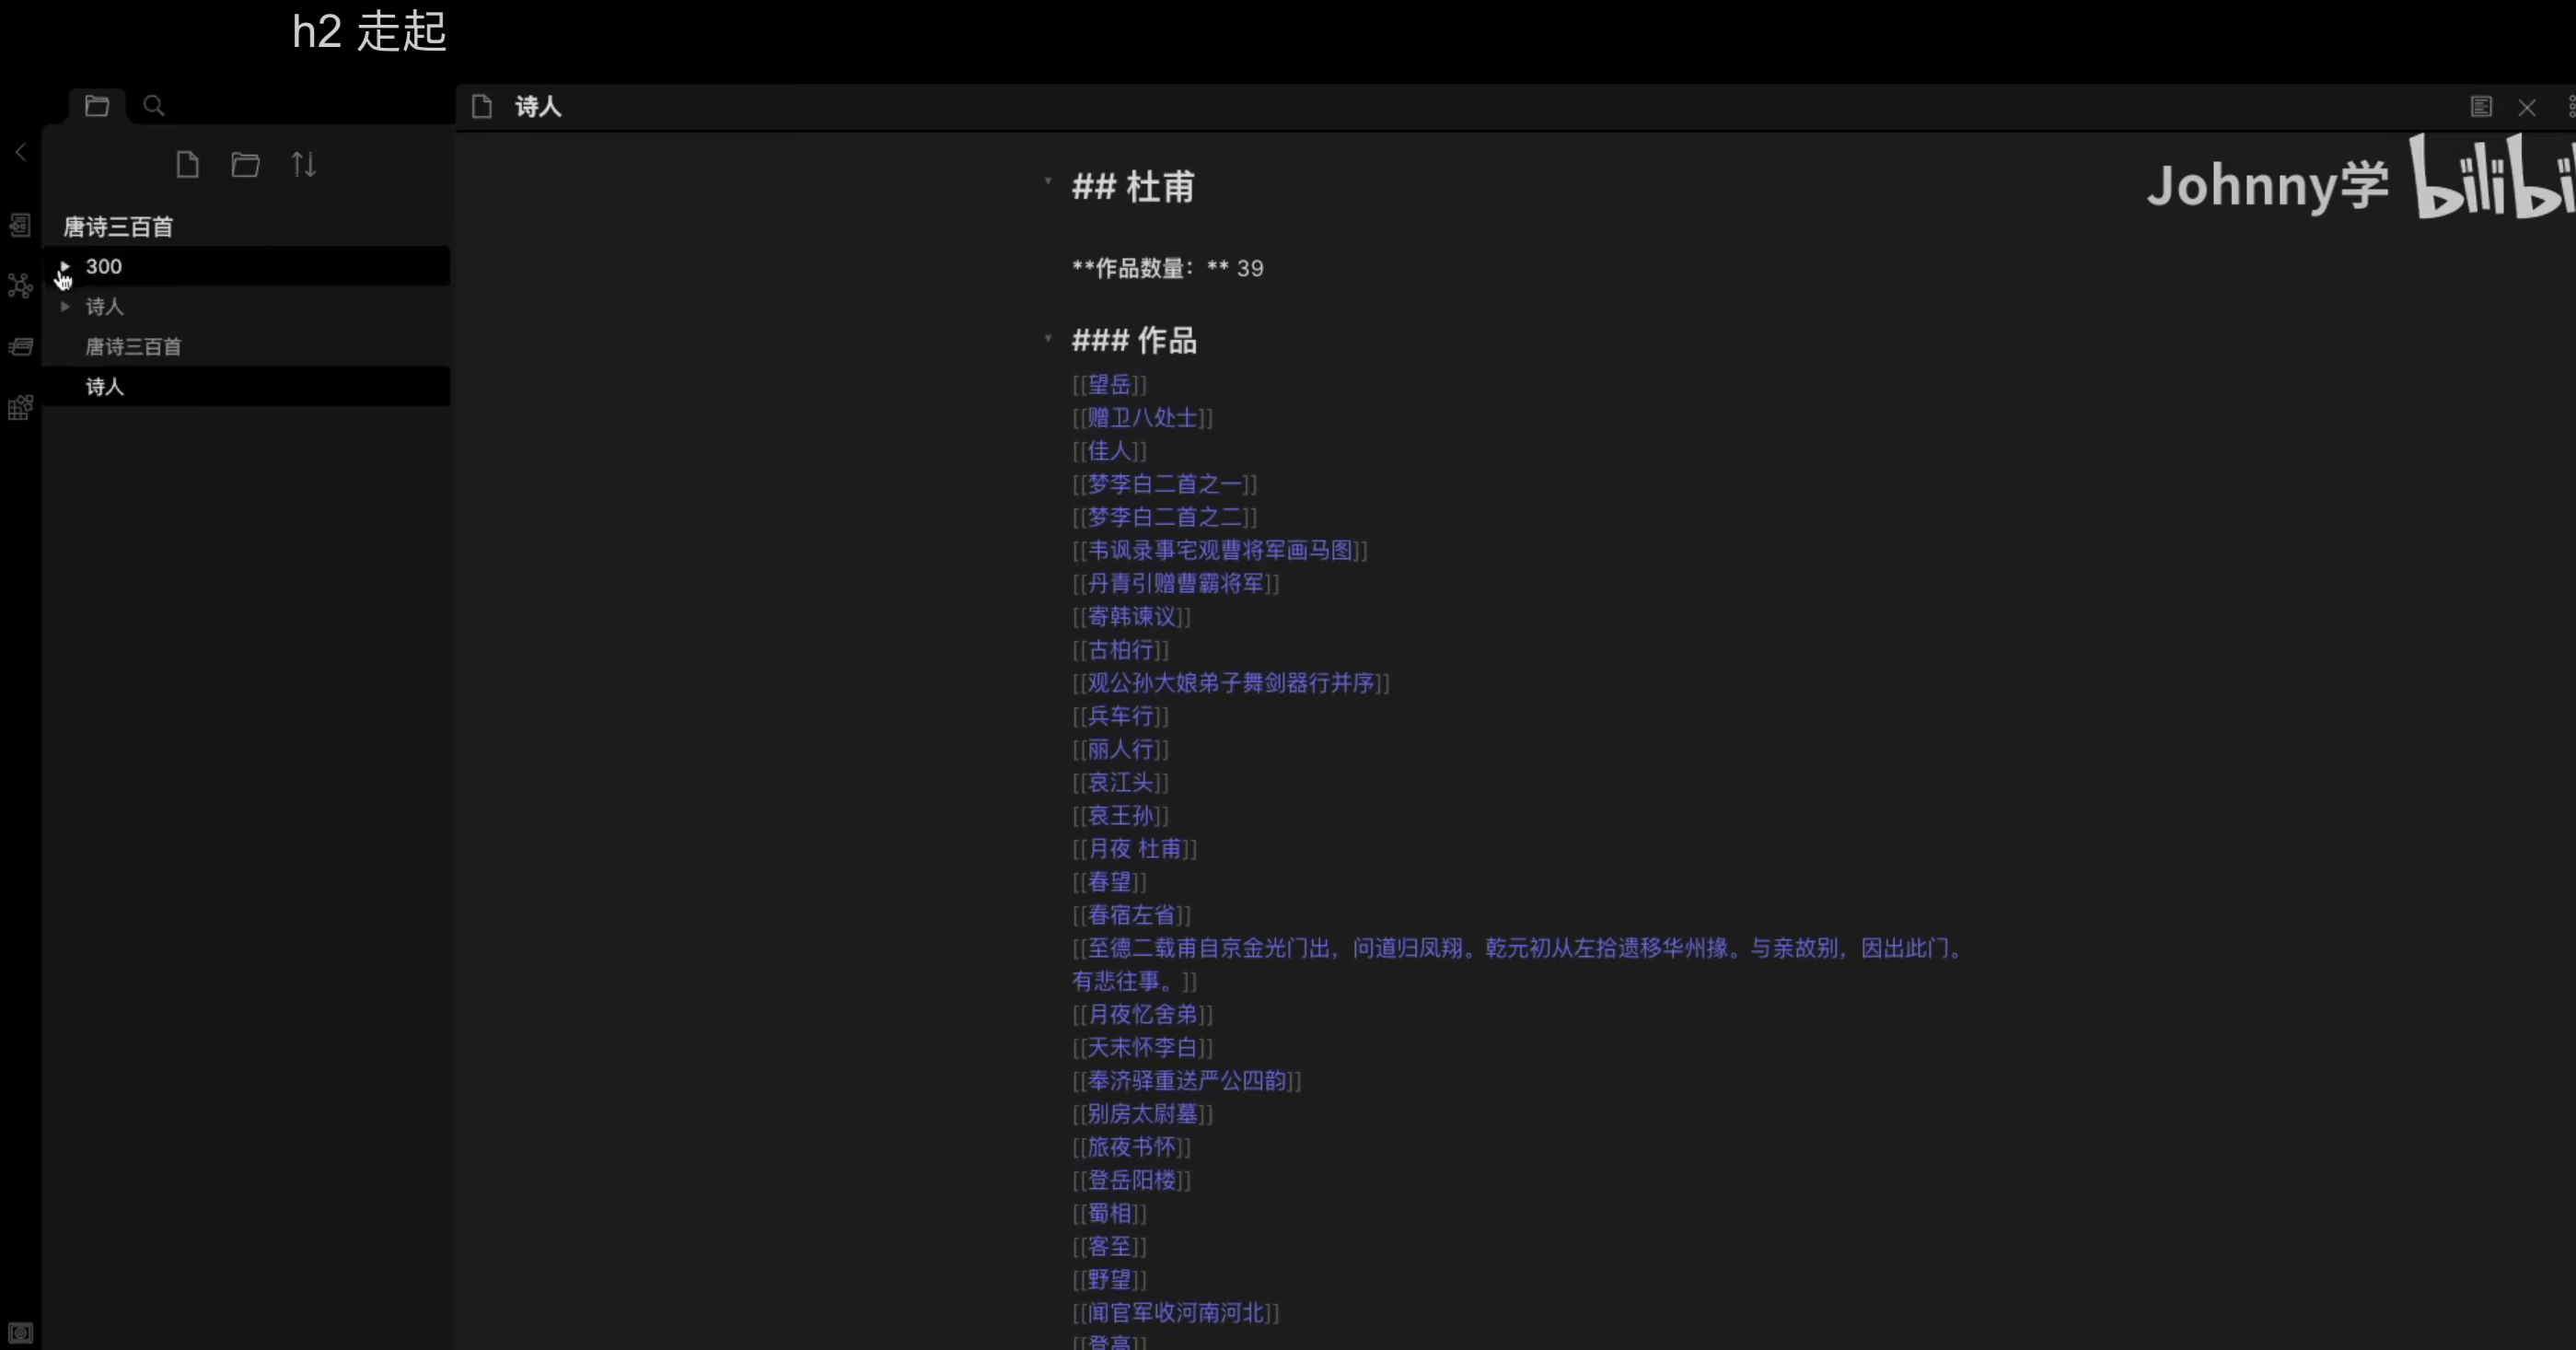 h2 走起
诗人
Johnny学 bilibi
唐诗三百首
300
诗人
唐诗三百首
诗人
## 杜甫
**作品数量：** 39
### 作品
[[望岳]]
[[赠卫八处士]]
[[佳人]]
[[梦李白二首之一]]
[[梦李白二首之二]]
[[韦讽录事宅观曹将军画马图]]
[[丹青引赠曹霸将军]]
[[寄韩谏议]]
[[古柏行]]
[[观公孙大娘弟子舞剑器行并序]]
[[兵车行]]
[[丽人行]]
[[哀江头]]
[[哀王孙]]
[[月夜 杜甫]]
[[春望]]
[[春宿左省]]
[[至德二载甫自京金光门出，问道归凤翔。乾元初从左拾遗移华州掾。与亲故别，因出此门。
有悲往事。]]
[[月夜忆舍弟]]
[[天末怀李白]]
[[奉济驿重送严公四韵]]
[[别房太尉墓]]
[[旅夜书怀]]
[[登岳阳楼]]
[[蜀相]]
[[客至]]
[[野望]]
[[闻官军收河南河北]]
[[登高]]